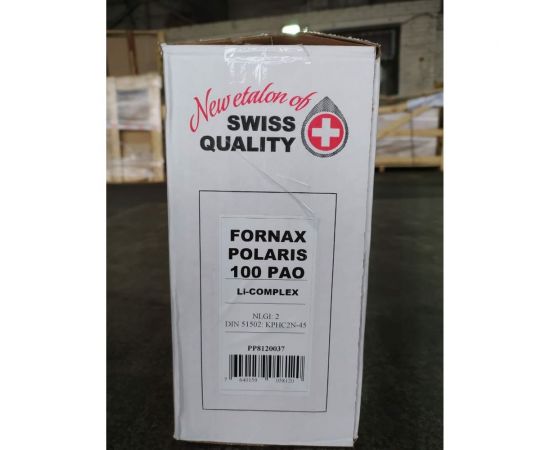 New etalon of
SWISS
QUALITY
FORNAX
POLARIS
100 PAO
Li-COMPLEX
NLGI: 2
DIN 51502: KPHC2N-45
PP8120037